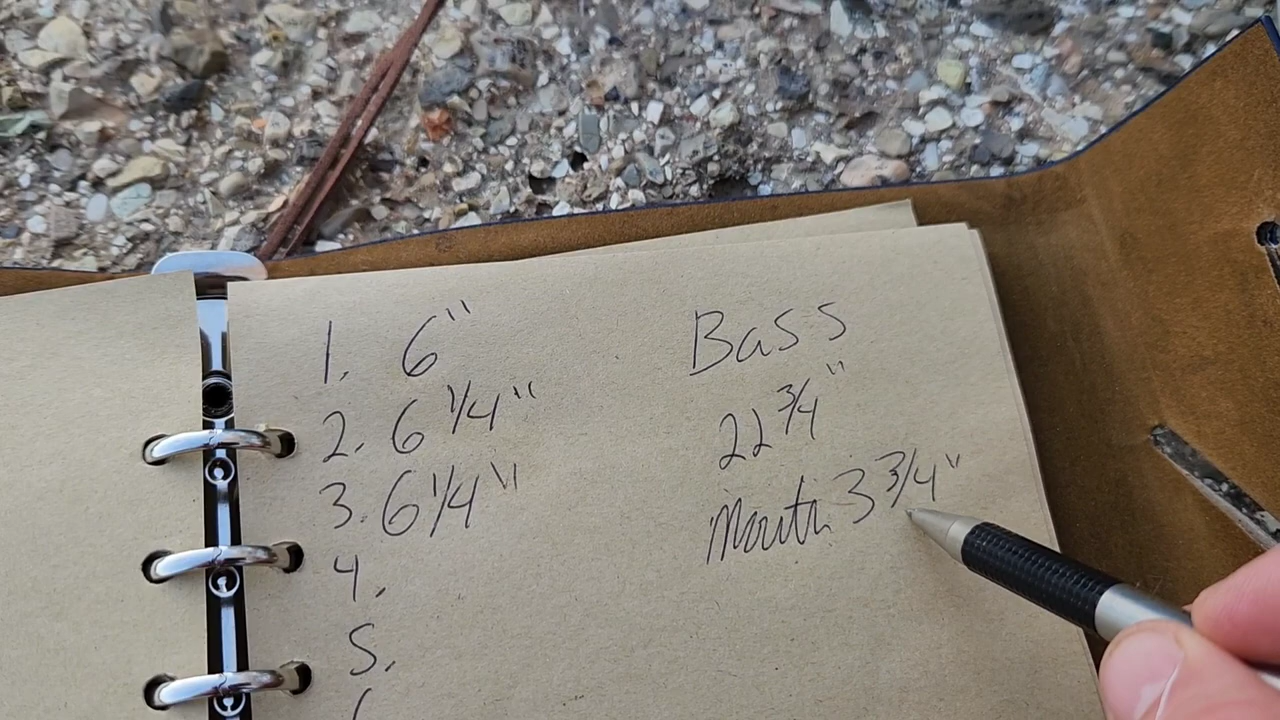 1. 6"
2. 6 1/4"
3. 6 1/4"
4.
5.
Bass
22 3/4"
Mouth 3 3/4"